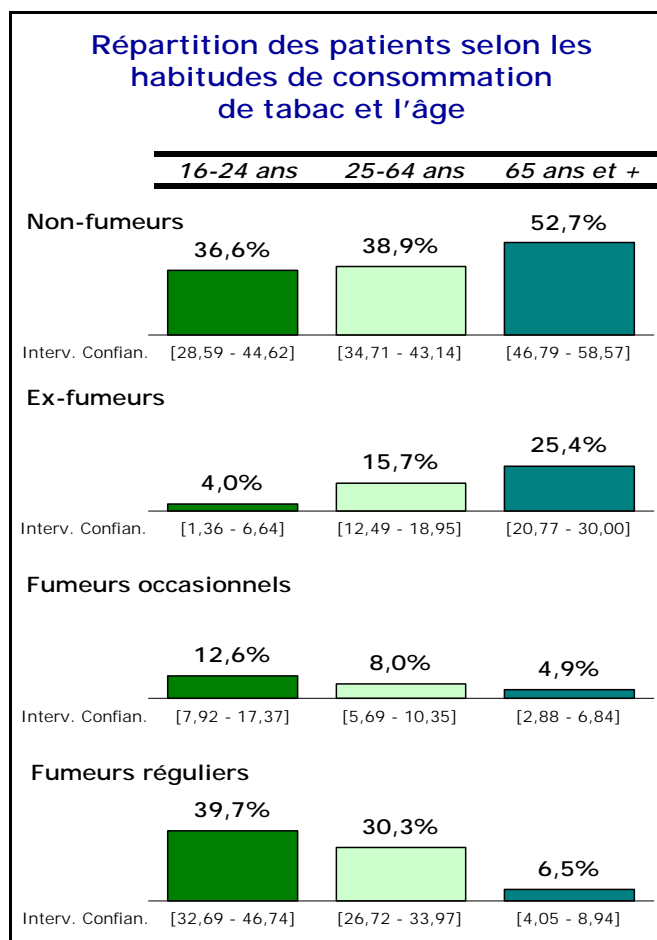 Répartition des patients selon les
habitudes de consommation
de tabac et l'âge
16-24 ans 25-64 ans 65 ans et +
Non-fumeurs
36,6% 38,9% 52,7%
Interv. Confian. [28,59 - 44,62] [34,71 - 43,14] [46,79 - 58,57]
Ex-fumeurs
4,0% 15,7% 25,4%
Interv. Confian. [1,36 - 6,64] [12,49 - 18,95] [20,77 - 30,00]
Fumeurs occasionnels
12,6% 8,0% 4,9%
Interv. Confian. [7,92 - 17,37] [5,69 - 10,35] [2,88 - 6,84]
Fumeurs réguliers
39,7% 30,3% 6,5%
Interv. Confian. [32,69 - 46,74] [26,72 - 33,97] [4,05 - 8,94]